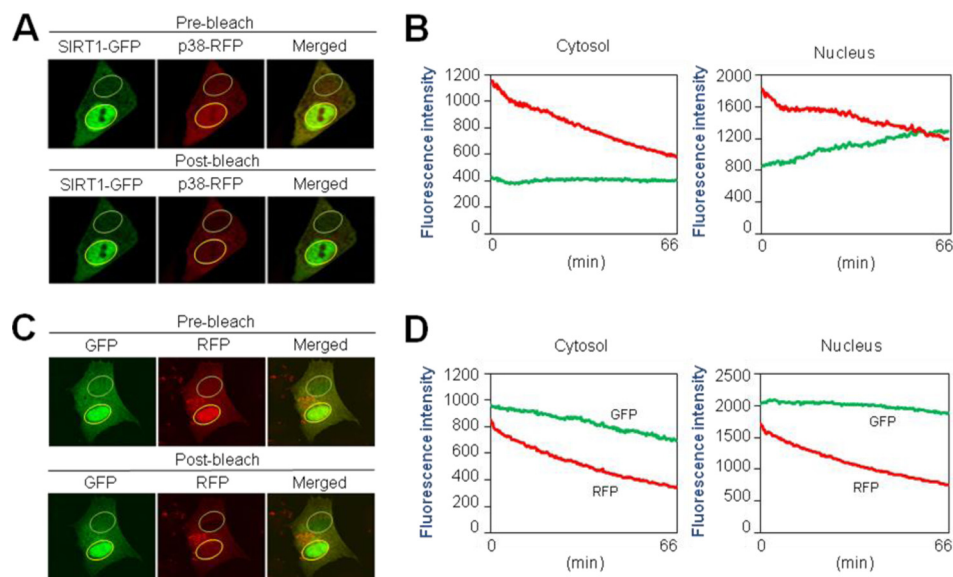 A
Pre-bleach
SIRT1-GFP p38-RFP Merged
Post-bleach
SIRT1-GFP p38-RFP Merged
B
Cytosol
Fluorescence intensity
1200
1000
800
600
400
200
0
0 66
(min)
Nucleus
Fluorescence intensity
2000
1600
1200
800
400
0
0 66
(min)
C
Pre-bleach
GFP RFP Merged
Post-bleach
GFP RFP Merged
D
Cytosol
Fluorescence intensity
1200
1000
800
600
400
200
0
GFP
RFP
0 66
(min)
Nucleus
Fluorescence intensity
2500
2000
1500
1000
500
0
GFP
RFP
0 66
(min)